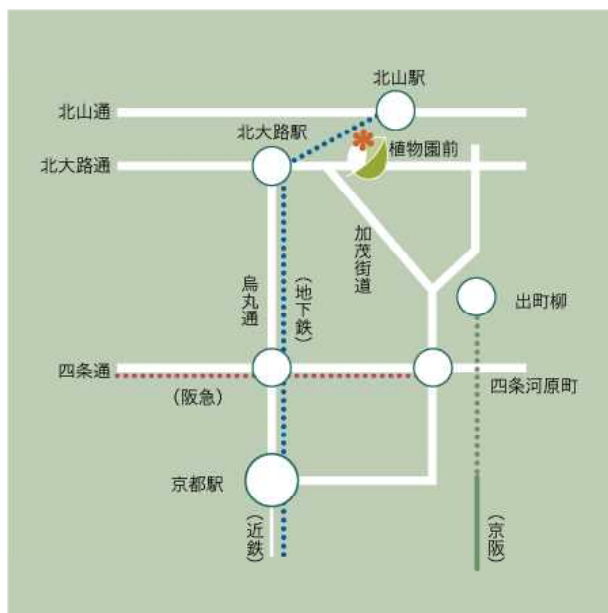 北山駅
北山通
北大路駅
植物園前
北大路通
加茂街道
烏丸通
(地下鉄)
出町柳
四条通
四条河原町
(阪急)
京都駅
(近鉄)
(京阪)